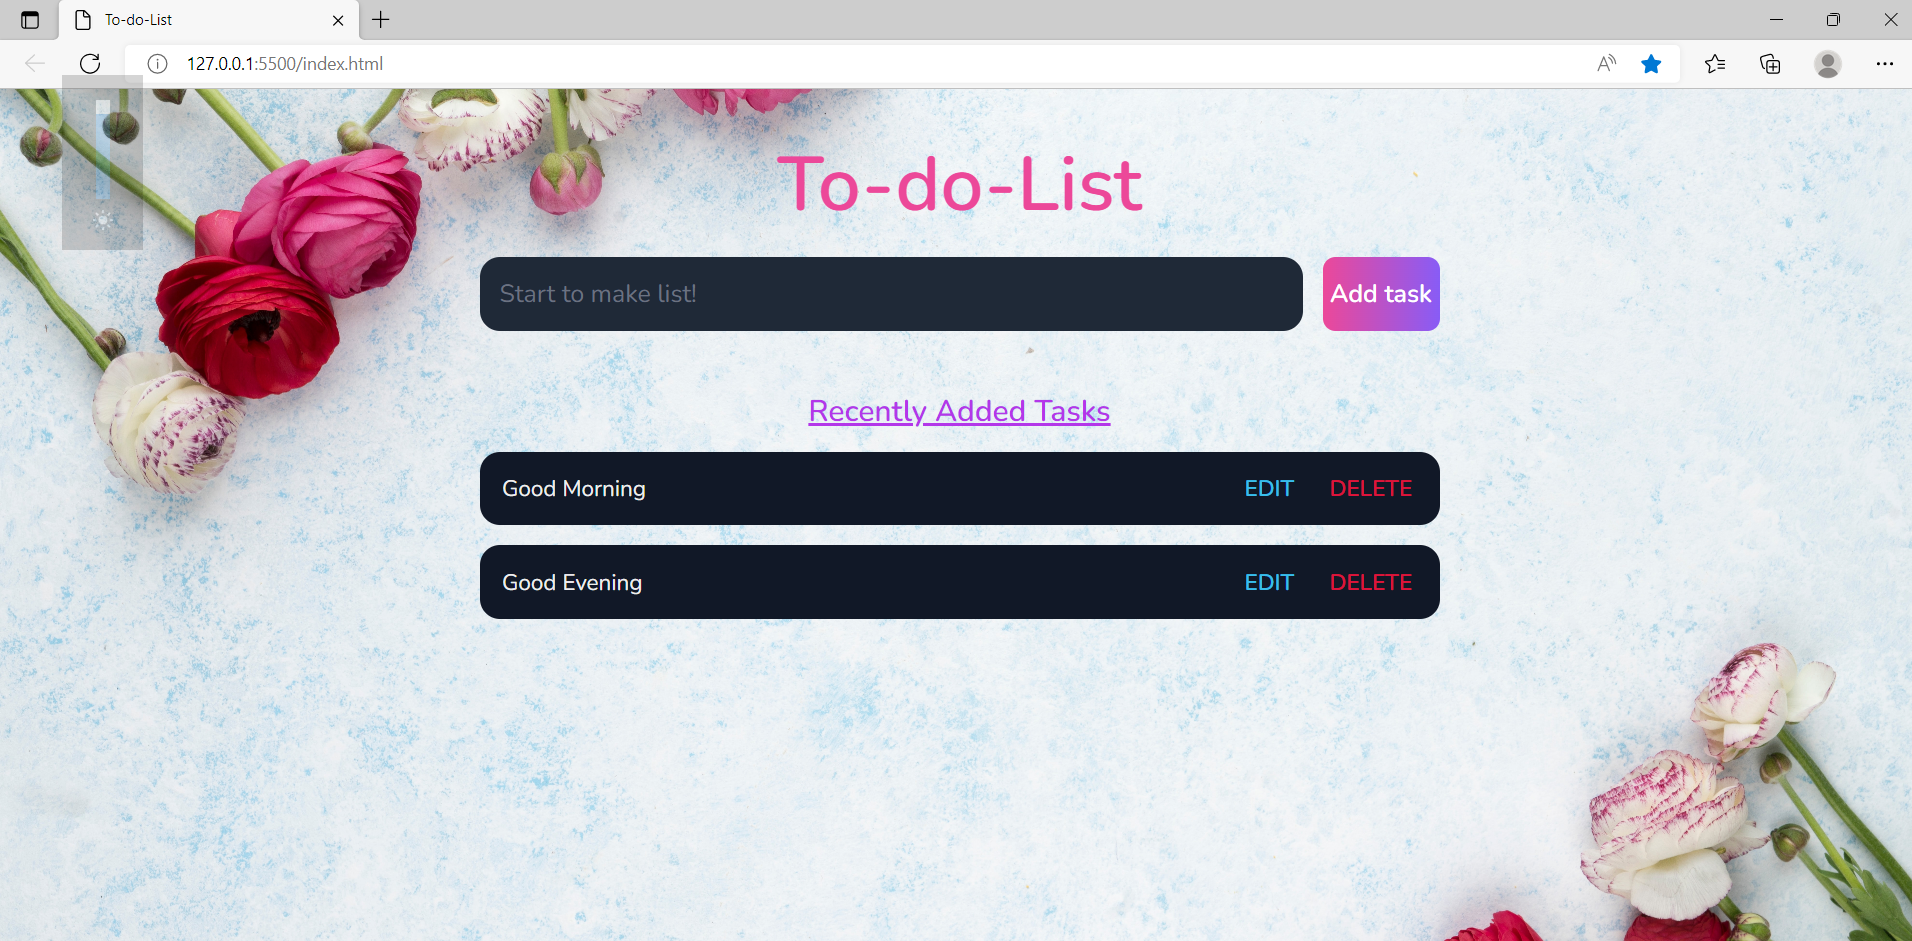 To-do-List
127.0.0.1:5500/index.html
To-do-List
Start to make list!
Add task
Recently Added Tasks
Good Morning EDIT DELETE
Good Evening EDIT DELETE